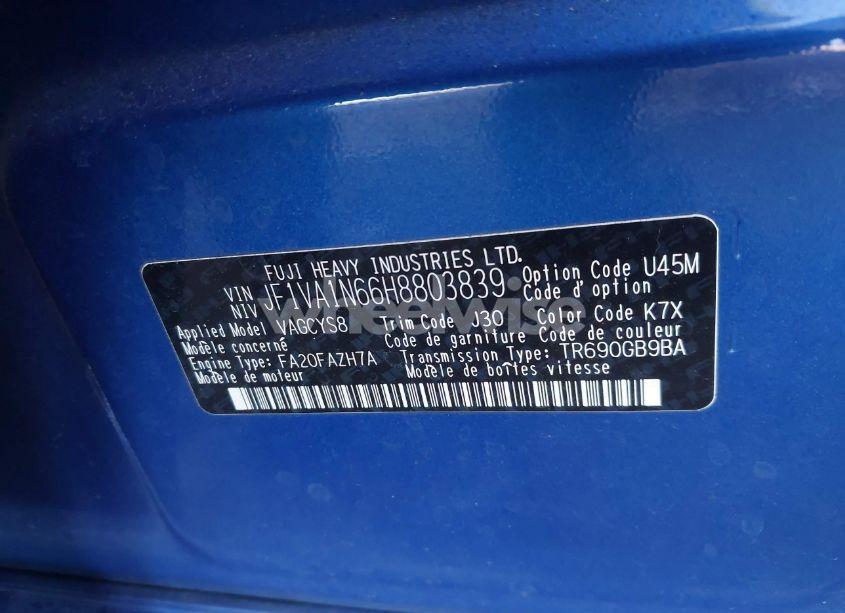 FUJI HEAVY INDUSTRIES LTD.
VIN
NIV JF1VA1N66H8803839 Option Code U45M
Code d'option
Applied Model VAGCYS8 Trim Code J30 Color Code K7X
Modèle concerné Code de garniture Code de couleur
Engine Type: FA20FAZH7A Transmission Type: TR690GB9BA
Modèle de moteur Modèle de boîtes vitesse
wheelwise